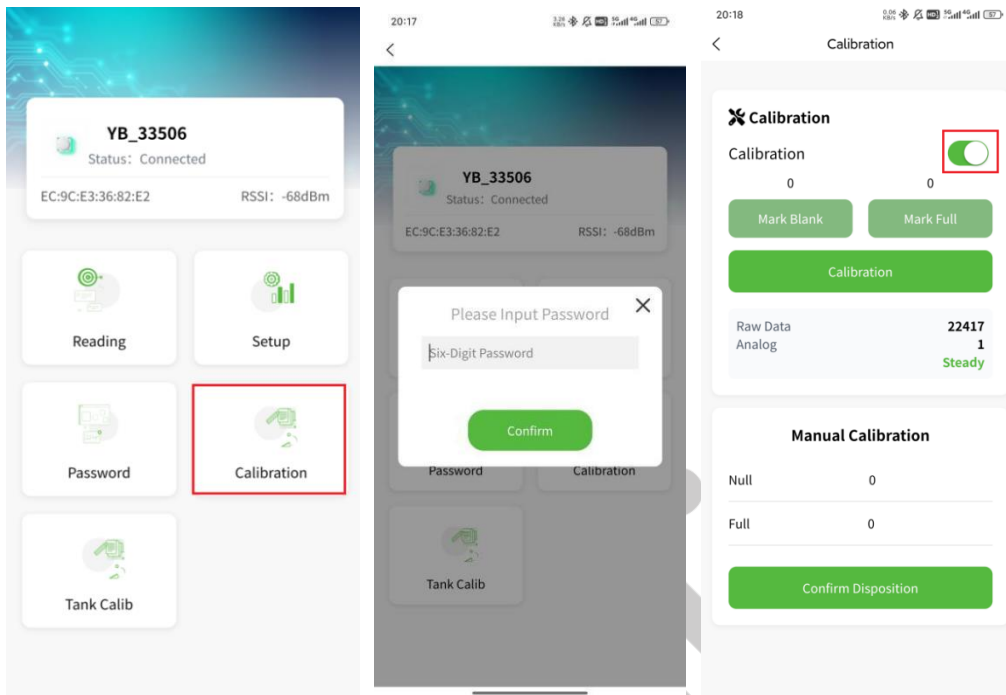 YB_33506
Status: Connected
EC:9C:E3:36:82:E2 RSSI: -68dBm
Reading Setup
Password Calibration
Tank Calib
20:17
YB_33506
Status: Connected
EC:9C:E3:36:82:E2 RSSI: -68dBm
Please Input Password
Six-Digit Password
Confirm
Password Calibration
Tank Calib
20:18
Calibration
Calibration
Calibration
0 0
Mark Blank Mark Full
Calibration
Raw Data 22417
Analog 1
Steady
Manual Calibration
Null 0
Full 0
Confirm Disposition